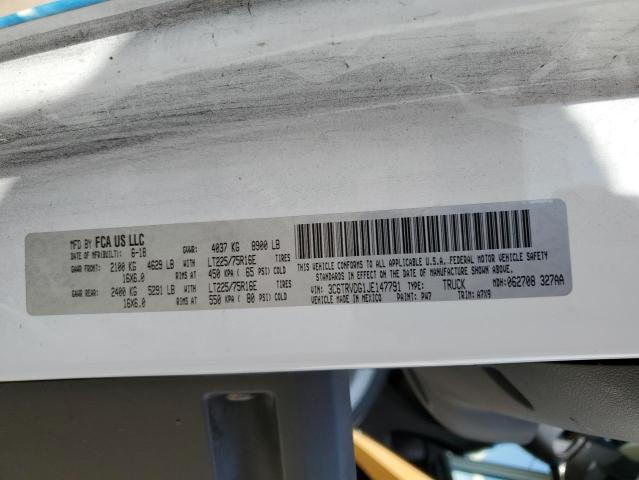 MFD BY FCA US LLC
DATE OF MFR(BUILT): 6-18 GVWR: 4037 KG 8900 LB
GAWR FRONT: 2100 KG 4629 LB WITH LT225/75R16E TIRES
16X6.0 RIMS AT 450 KPA ( 65 PSI) COLD
GAWR REAR: 2400 KG 5291 LB WITH LT225/75R16E TIRES
16X6.0 RIMS AT 550 KPA ( 80 PSI) COLD
THIS VEHICLE CONFORMS TO ALL APPLICABLE U.S.A. FEDERAL MOTOR VEHICLE SAFETY
STANDARDS IN EFFECT ON THE DATE OF MANUFACTURE SHOWN ABOVE.
VIN: 3C6TRVDG1JE147791 TYPE: TRUCK MDH: 062708 327AA
VEHICLE MADE IN MEXICO PAINT: PW7 TRIM: A7X9